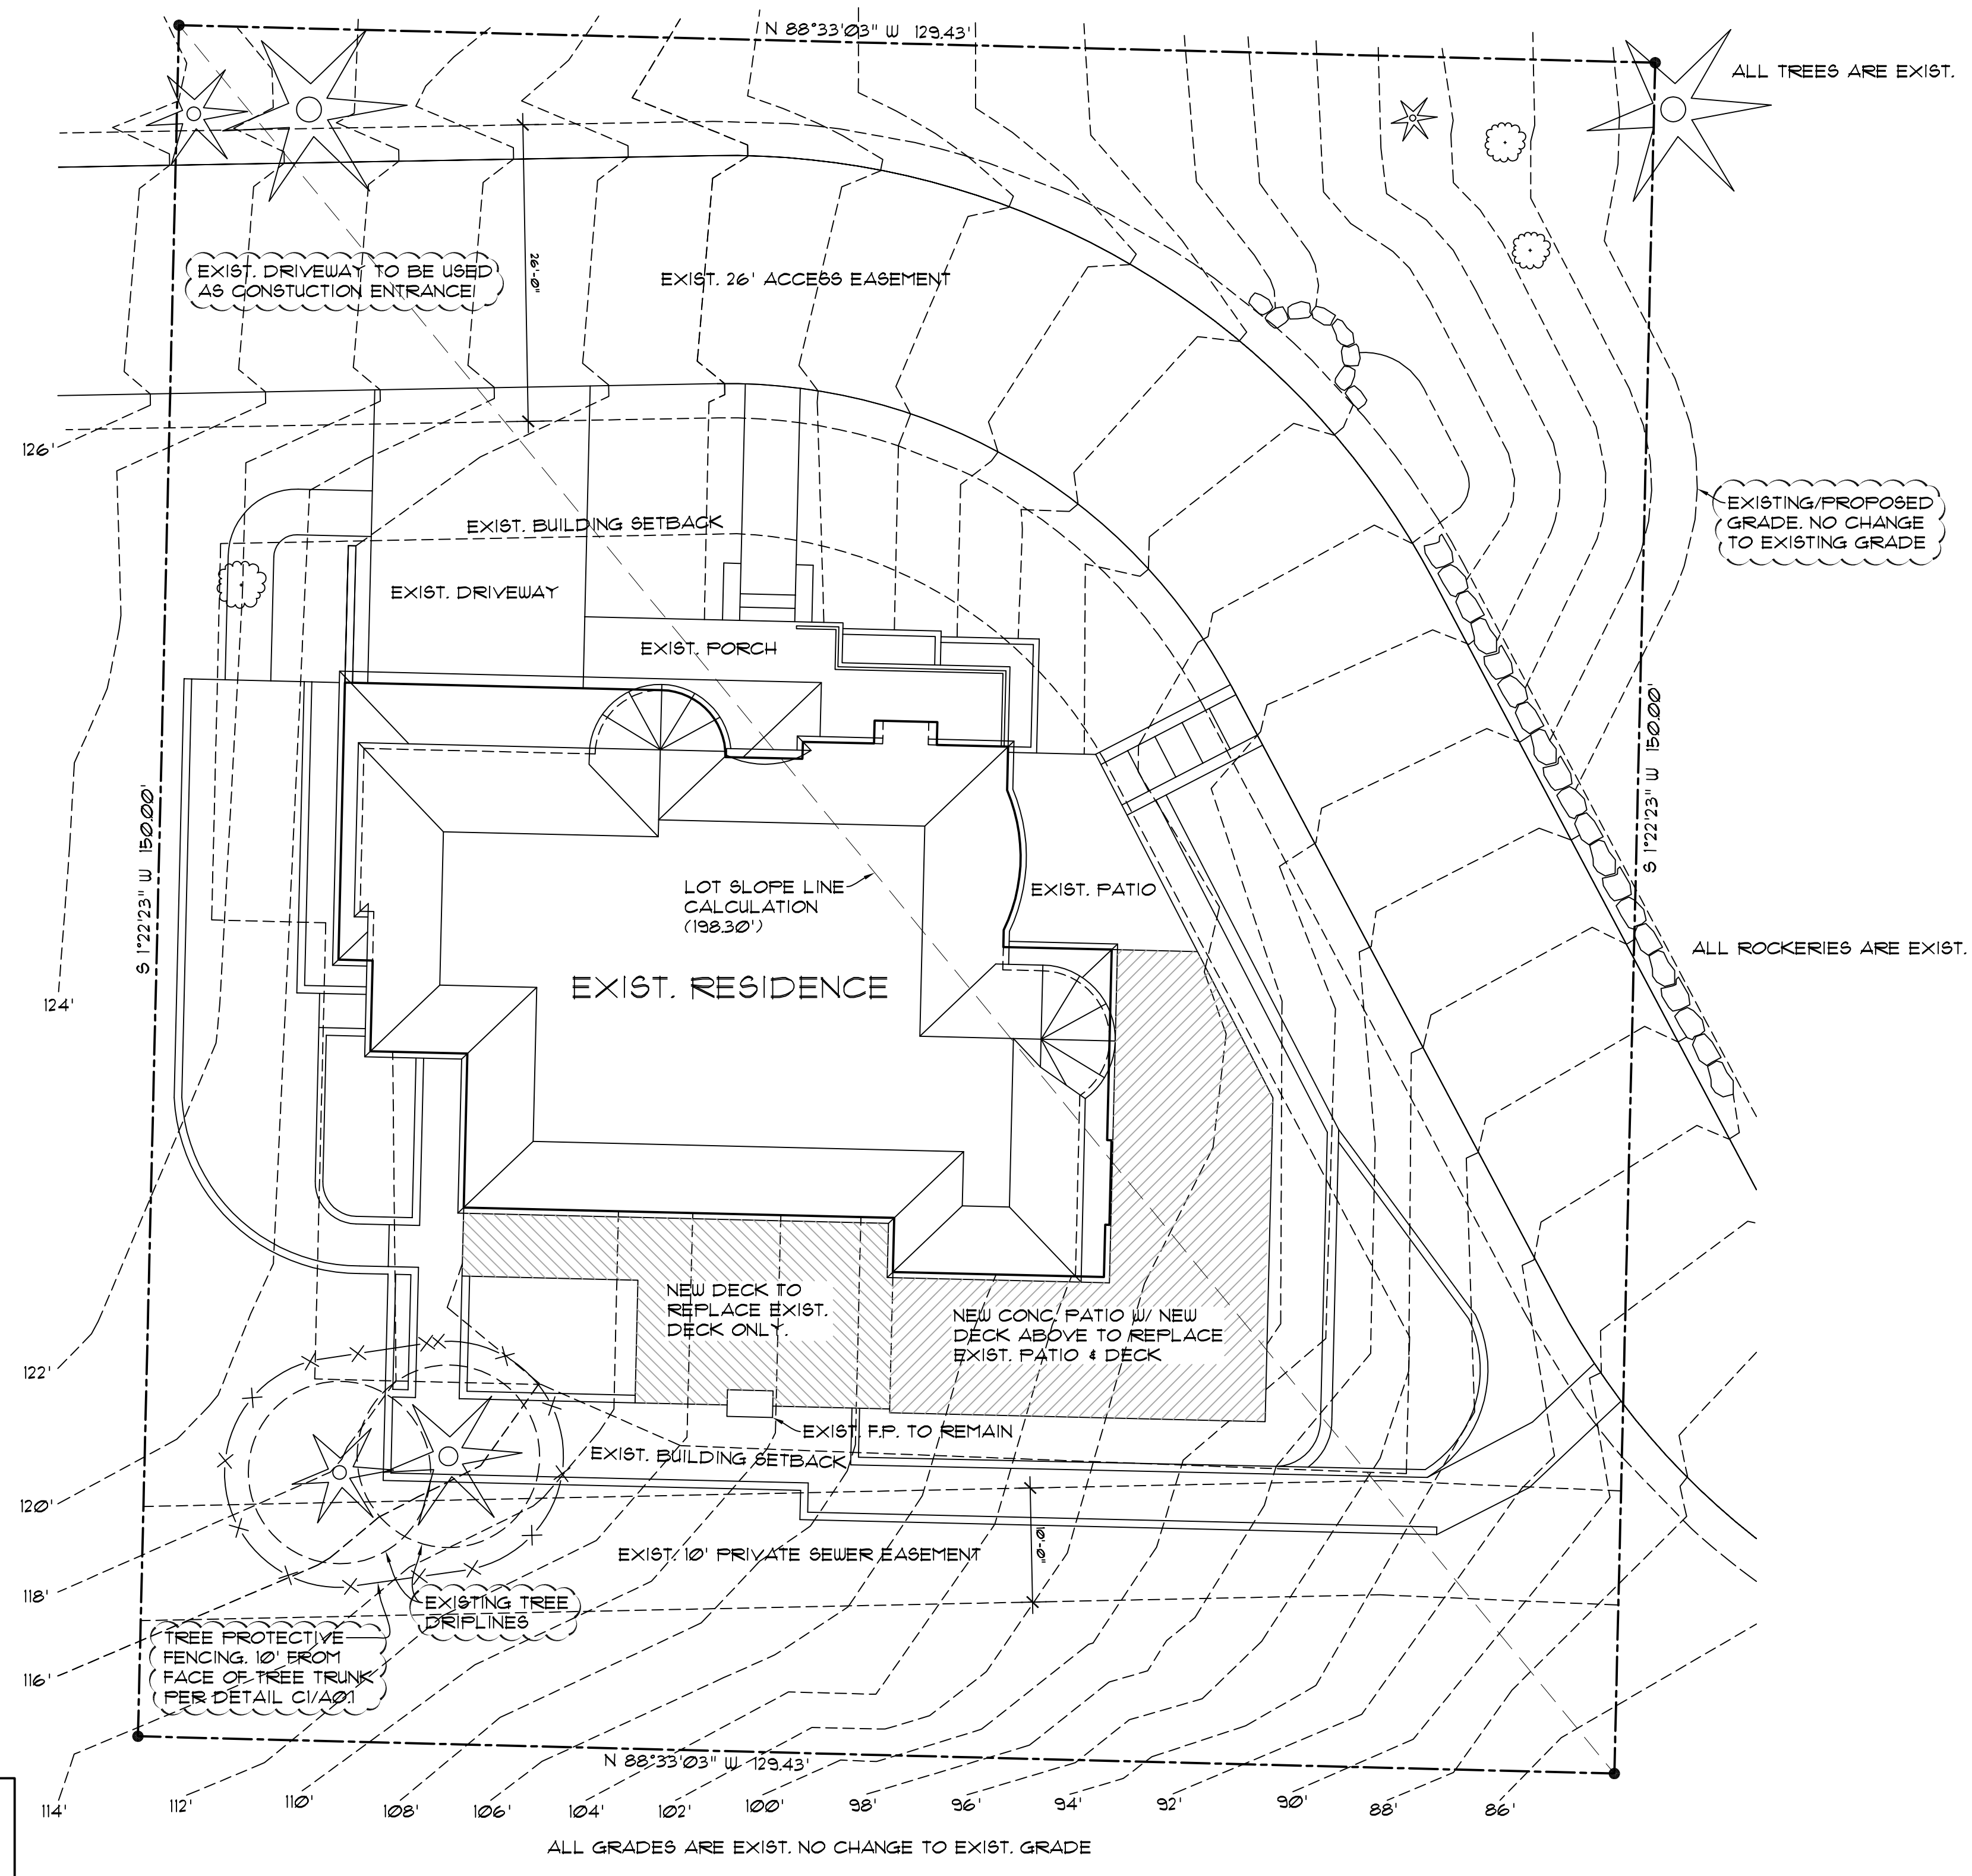 N 88°33'03" W 129.43'
ALL TREES ARE EXIST.
EXIST. DRIVEWAY TO BE USED
AS CONSTUCTION ENTRANCE
26'-0"
EXIST. 26' ACCESS EASEMENT
126'
EXISTING/PROPOSED
GRADE. NO CHANGE
TO EXISTING GRADE
EXIST. BUILDING SETBACK
EXIST. DRIVEWAY
EXIST. PORCH
S 1°22'23" W 150.00'
S 1°22'23" W 150.00'
LOT SLOPE LINE
CALCULATION
(198.30')
EXIST. PATIO
ALL ROCKERIES ARE EXIST.
EXIST. RESIDENCE
124'
NEW DECK TO
REPLACE EXIST.
DECK ONLY.
NEW CONC. PATIO W/ NEW
DECK ABOVE TO REPLACE
EXIST. PATIO & DECK
122'
EXIST. F.P. TO REMAIN
EXIST. BUILDING SETBACK
120'
EXIST. 10' PRIVATE SEWER EASEMENT
10'-0"
118'
EXISTING TREE
DRIPLINES
TREE PROTECTIVE
FENCING. 10' FROM
FACE OF TREE TRUNK
PER DETAIL C1/A0.1
116'
N 88°33'03" W 129.43'
114'
112'
110'
108'
106'
104'
102'
100'
98'
96'
94'
92'
90'
88'
86'
ALL GRADES ARE EXIST. NO CHANGE TO EXIST. GRADE